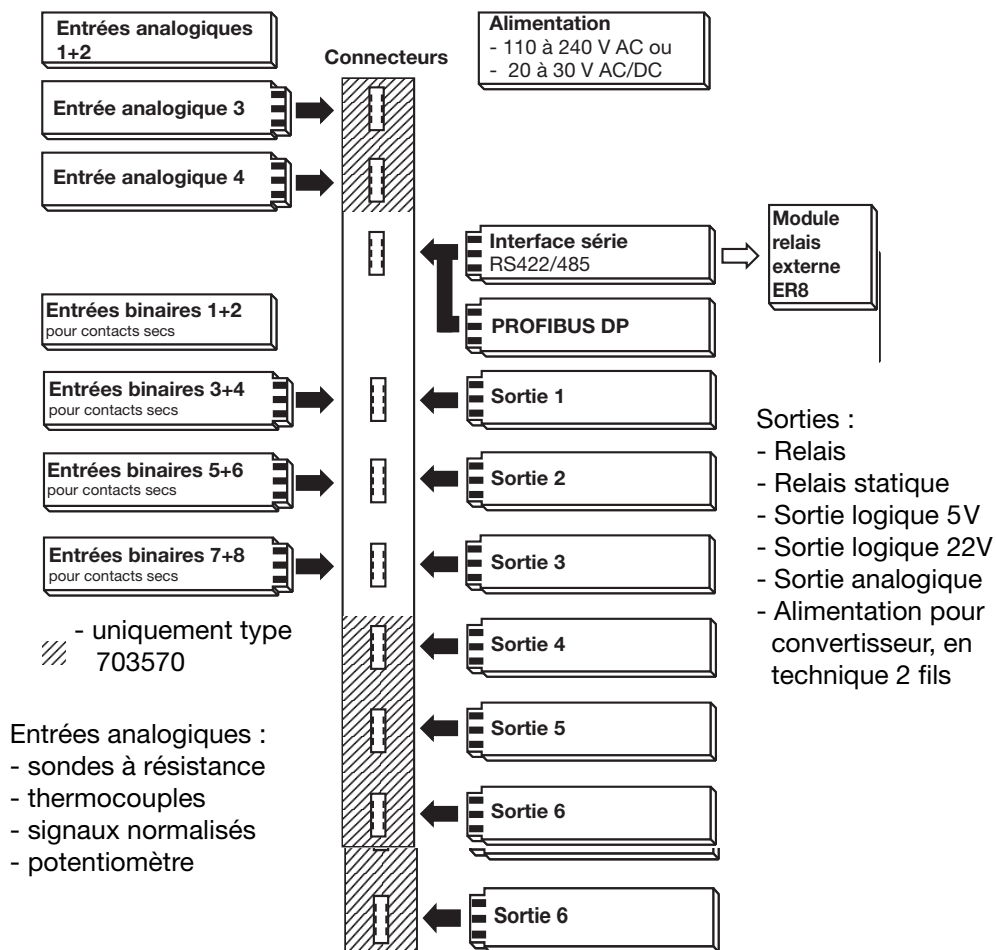 Entrées analogiques
1+2
Connecteurs
Alimentation
- 110 à 240 V AC ou
- 20 à 30 V AC/DC
Entrée analogique 3
Entrée analogique 4
Interface série
RS422/485
Module
relais
externe
ER8
Entrées binaires 1+2
pour contacts secs
PROFIBUS DP
Entrées binaires 3+4
pour contacts secs
Sortie 1
Entrées binaires 5+6
pour contacts secs
Sortie 2
Entrées binaires 7+8
pour contacts secs
Sortie 3
Sorties :
- Relais
- Relais statique
- Sortie logique 5V
- Sortie logique 22V
- Sortie analogique
- Alimentation pour
convertisseur, en
technique 2 fils
- uniquement type
703570
Sortie 4
Sortie 5
Sortie 6
Entrées analogiques :
- sondes à résistance
- thermocouples
- signaux normalisés
- potentiomètre
Sortie 6